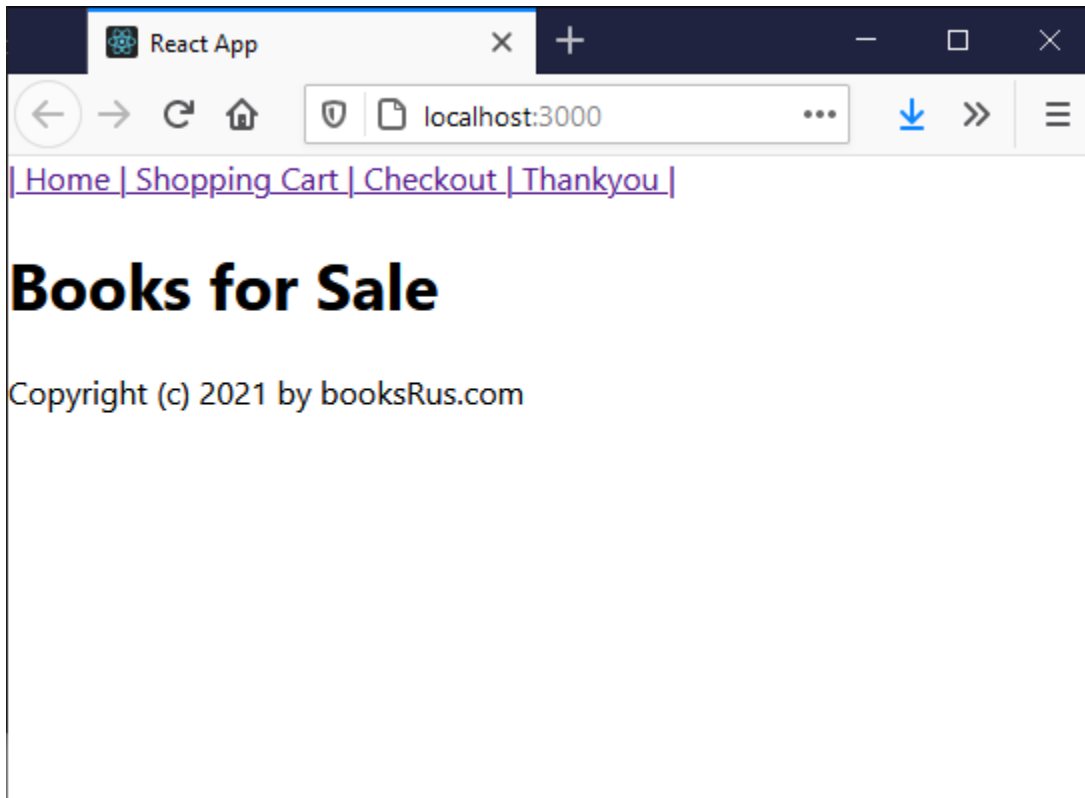 React App
localhost:3000
| Home | Shopping Cart | Checkout | Thankyou |
Books for Sale
Copyright (c) 2021 by booksRus.com